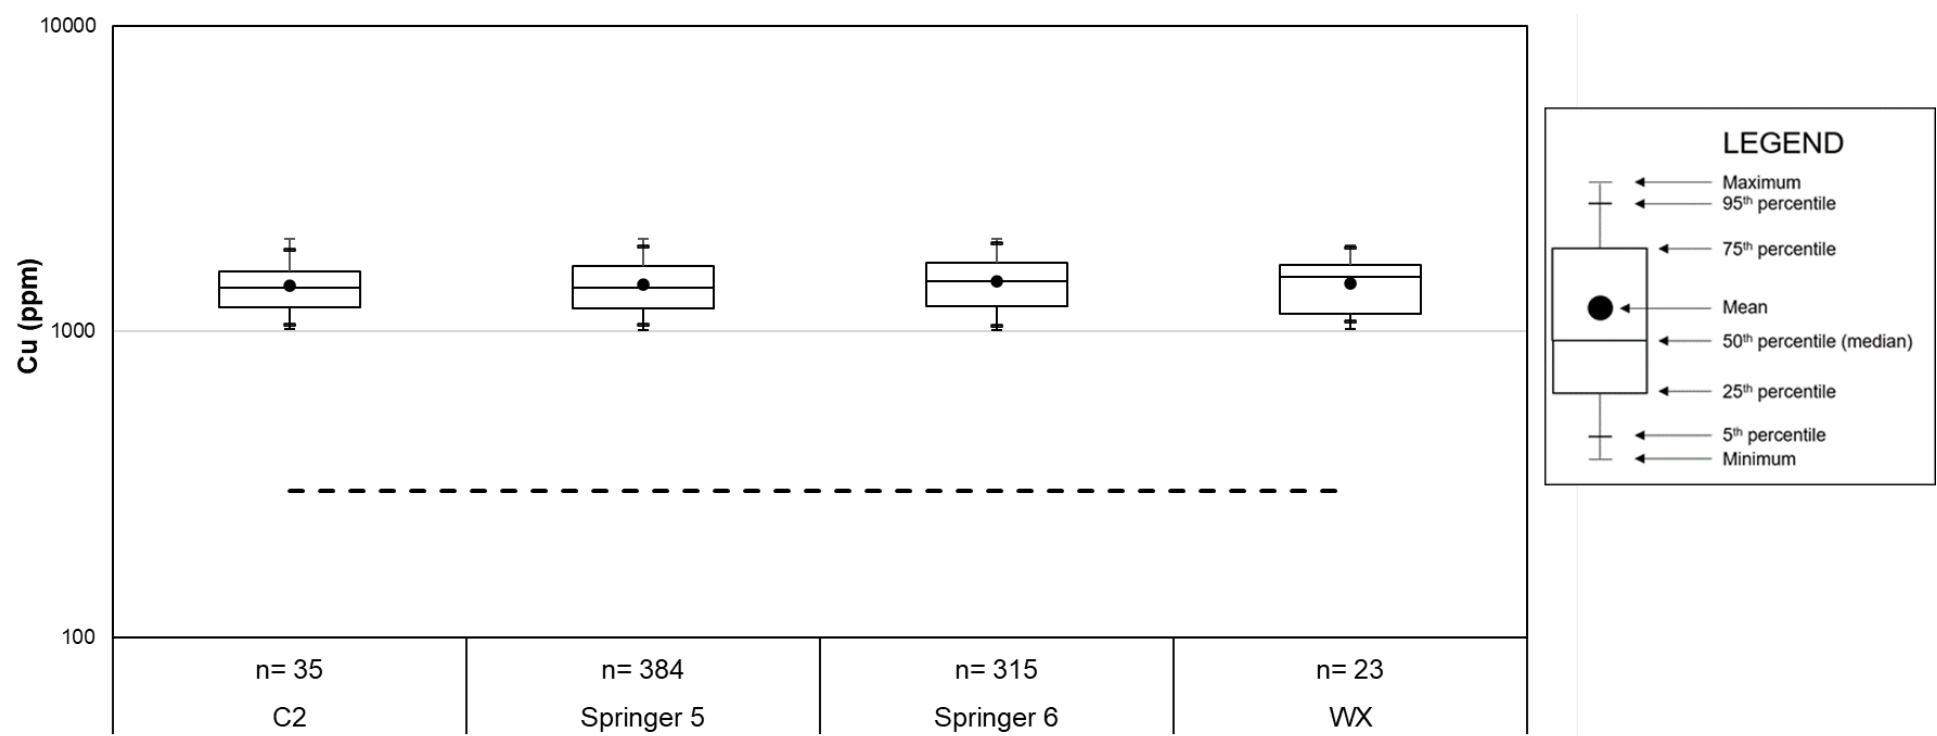 10000
1000
100
Cu (ppm)
n= 35
n= 384
n= 315
n= 23
C2
Springer 5
Springer 6
WX
LEGEND
Maximum
95th percentile
75th percentile
Mean
50th percentile (median)
25th percentile
5th percentile
Minimum